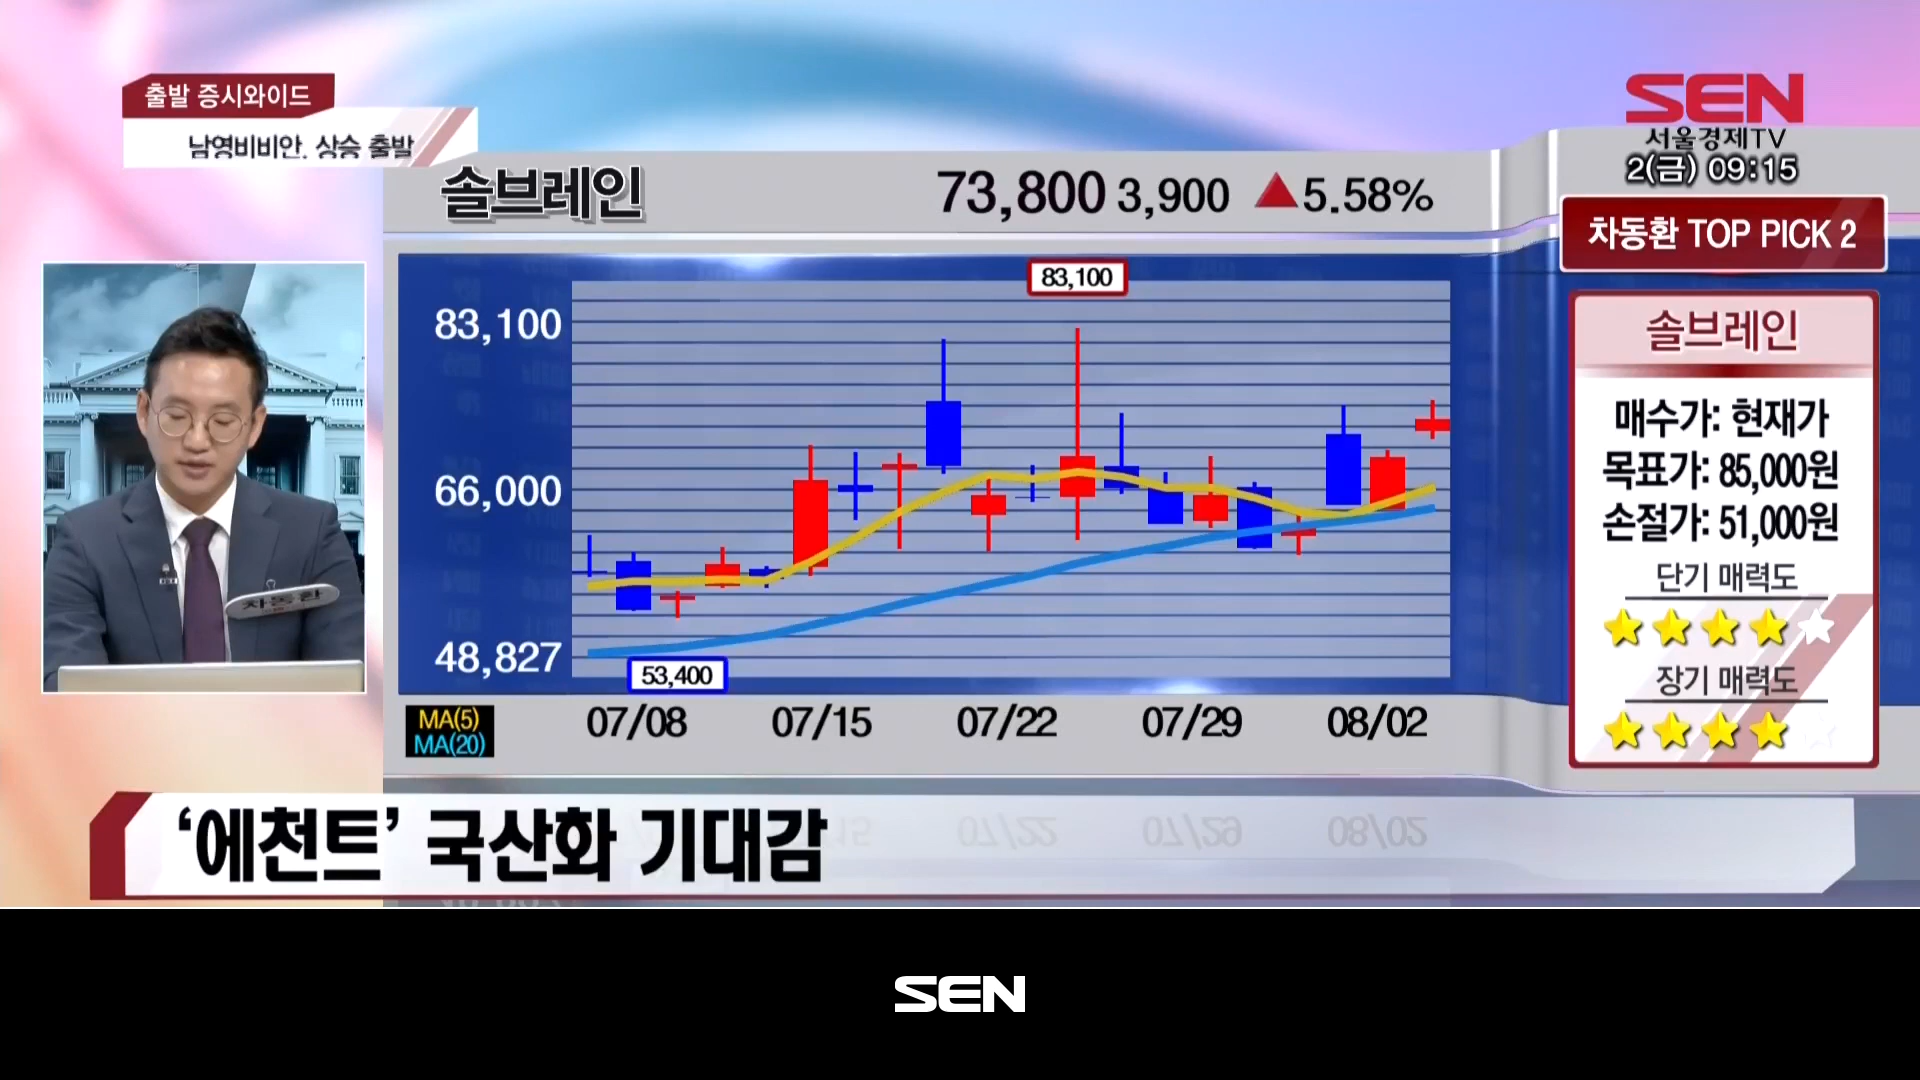 출발 증시와이드
남영비비안, 상승 출발
SEN
서울경제TV
2(금) 09:15
솔브레인
73,800 3,900 ▲5.58%
차동환 TOP PICK 2
83,100
83,100
66,000
48,827
53,400
MA(5)
MA(20)
07/08 07/15 07/22 07/29 08/02
솔브레인
매수가: 현재가
목표가: 85,000원
손절가: 51,000원
단기 매력도
장기 매력도
차동환
‘에천트’ 국산화 기대감
SEN